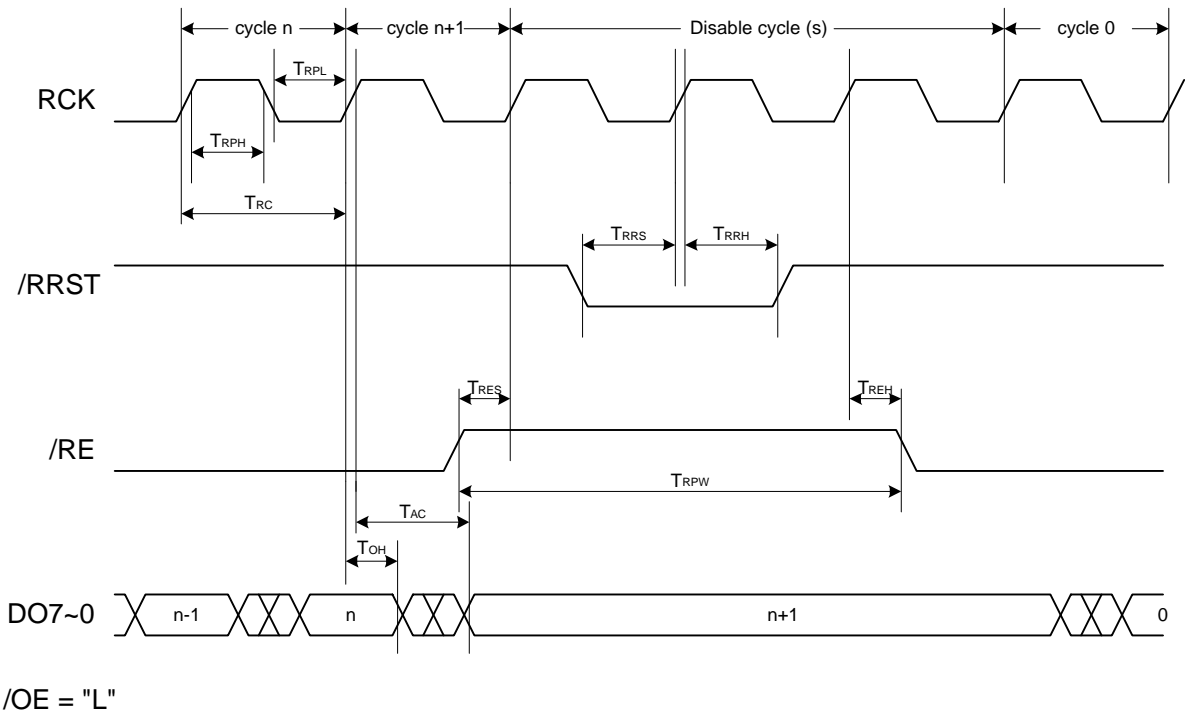 cycle n cycle n+1 Disable cycle (s) cycle 0
TRPL
RCK
TRPH
TRC
TRRS TRRH
/RRST
TRES TREH
/RE
TRPW
TAC
TOH
DO7~0 n-1 n n+1 0
/OE = "L"